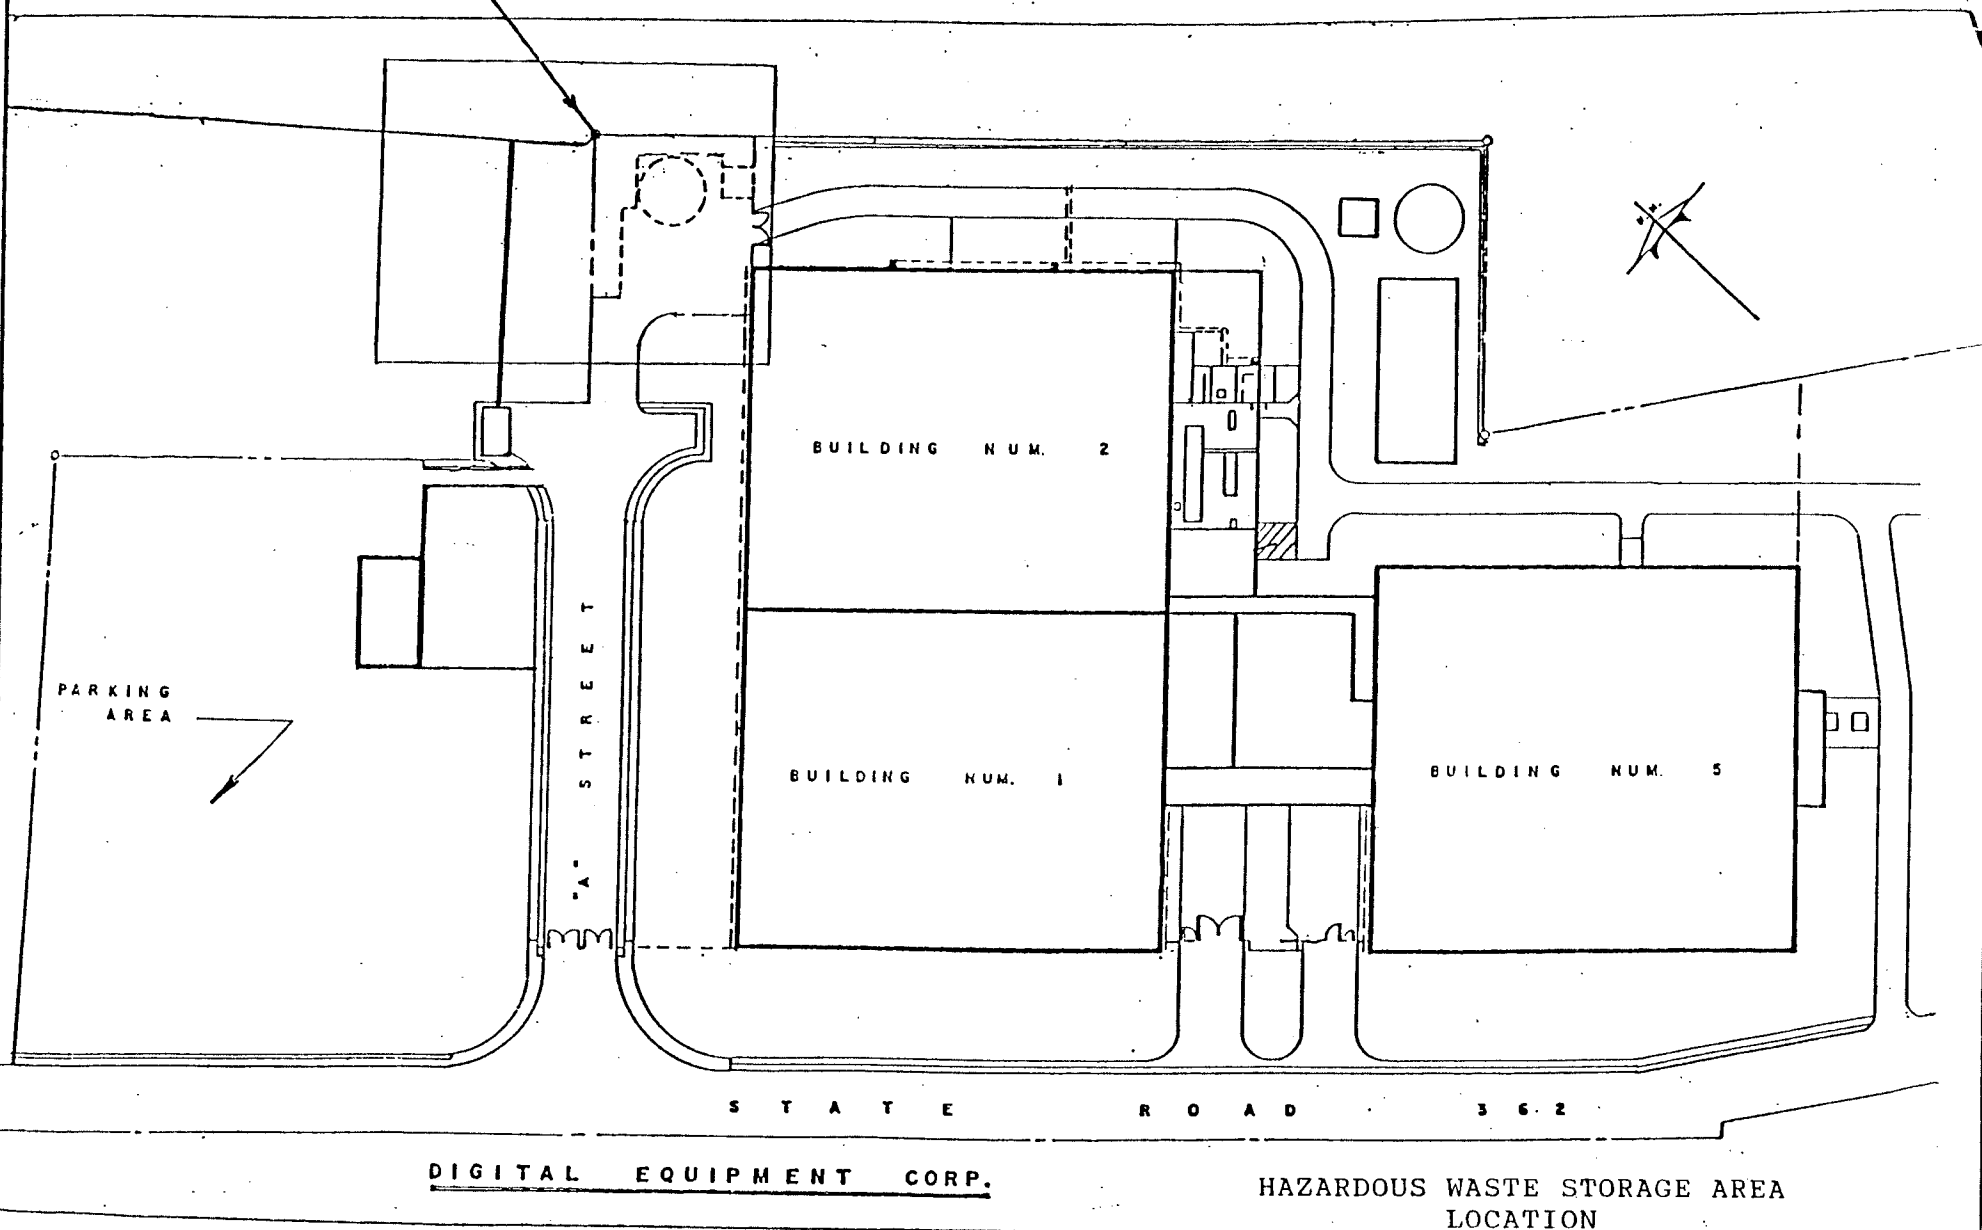 BUILDING NUM. 2
PARKING
AREA
"A" STREET
BUILDING NUM. 1
BUILDING NUM. 5
STATE ROAD 362
DIGITAL EQUIPMENT CORP.
HAZARDOUS WASTE STORAGE AREA
LOCATION